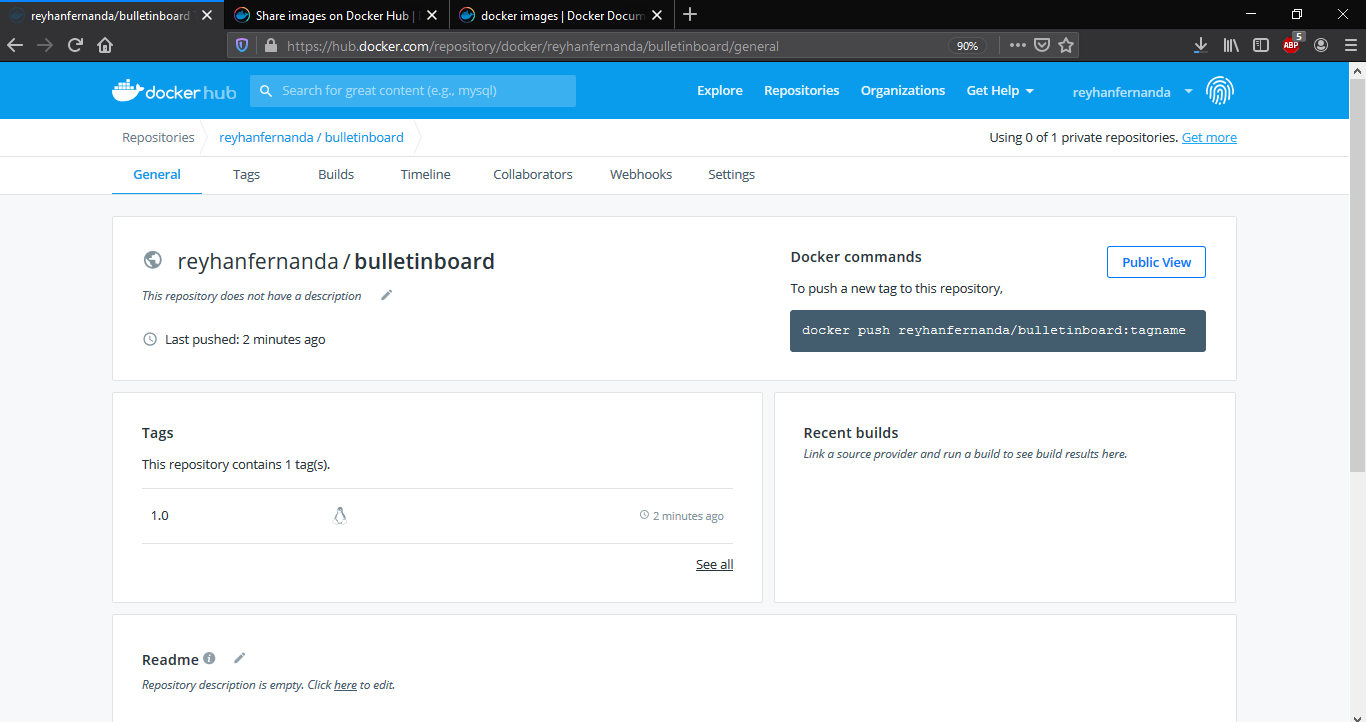 reyhanfernanda/bulletinboard
Share images on Docker Hub |
docker images | Docker Docum
https://hub.docker.com/repository/docker/reyhanfernanda/bulletinboard/general
90%
ABP
5
docker hub
Search for great content (e.g., mysql)
Explore
Repositories
Organizations
Get Help
reyhanfernanda
Repositories
reyhanfernanda / bulletinboard
Using 0 of 1 private repositories. Get more
General
Tags
Builds
Timeline
Collaborators
Webhooks
Settings
reyhanfernanda / bulletinboard
This repository does not have a description
Last pushed: 2 minutes ago
Docker commands
Public View
To push a new tag to this repository,
docker push reyhanfernanda/bulletinboard:tagname
Tags
This repository contains 1 tag(s).
1.0
2 minutes ago
See all
Recent builds
Link a source provider and run a build to see build results here.
Readme
Repository description is empty. Click here to edit.